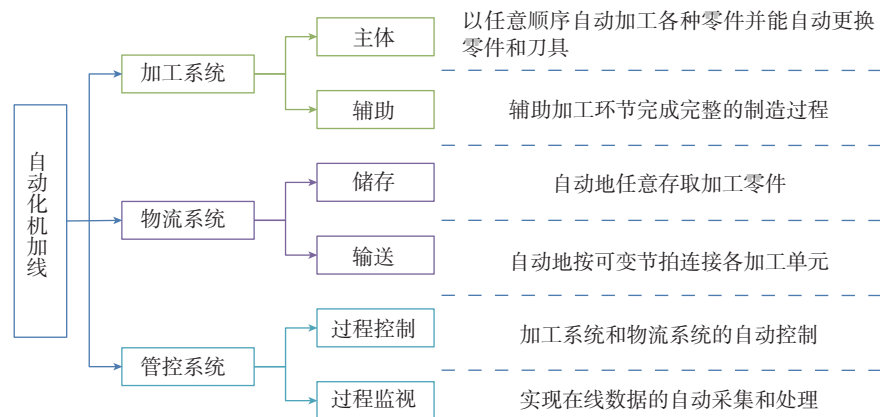 自动化机加线
加工系统
主体
以任意顺序自动加工各种零件并能自动更换
零件和刀具
辅助
辅助加工环节完成完整的制造过程
物流系统
储存
自动地任意存取加工零件
输送
自动地按可变节拍连接各加工单元
管控系统
过程控制
加工系统和物流系统的自动控制
过程监视
实现在线数据的自动采集和处理